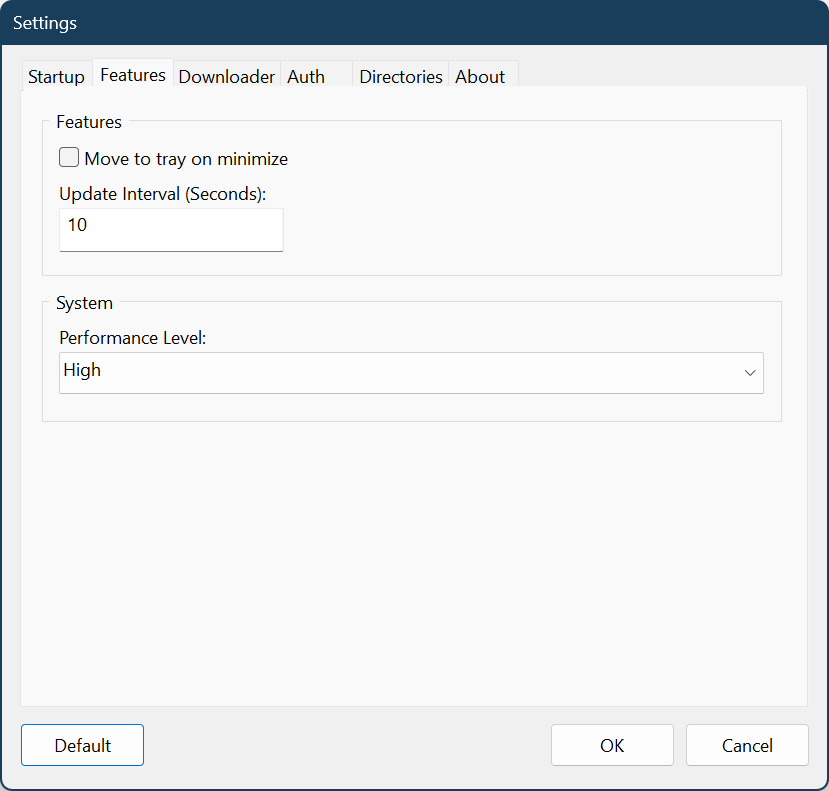 Settings
Startup Features Downloader Auth Directories About
Features
Move to tray on minimize
Update Interval (Seconds):
10
System
Performance Level:
High
Default OK Cancel